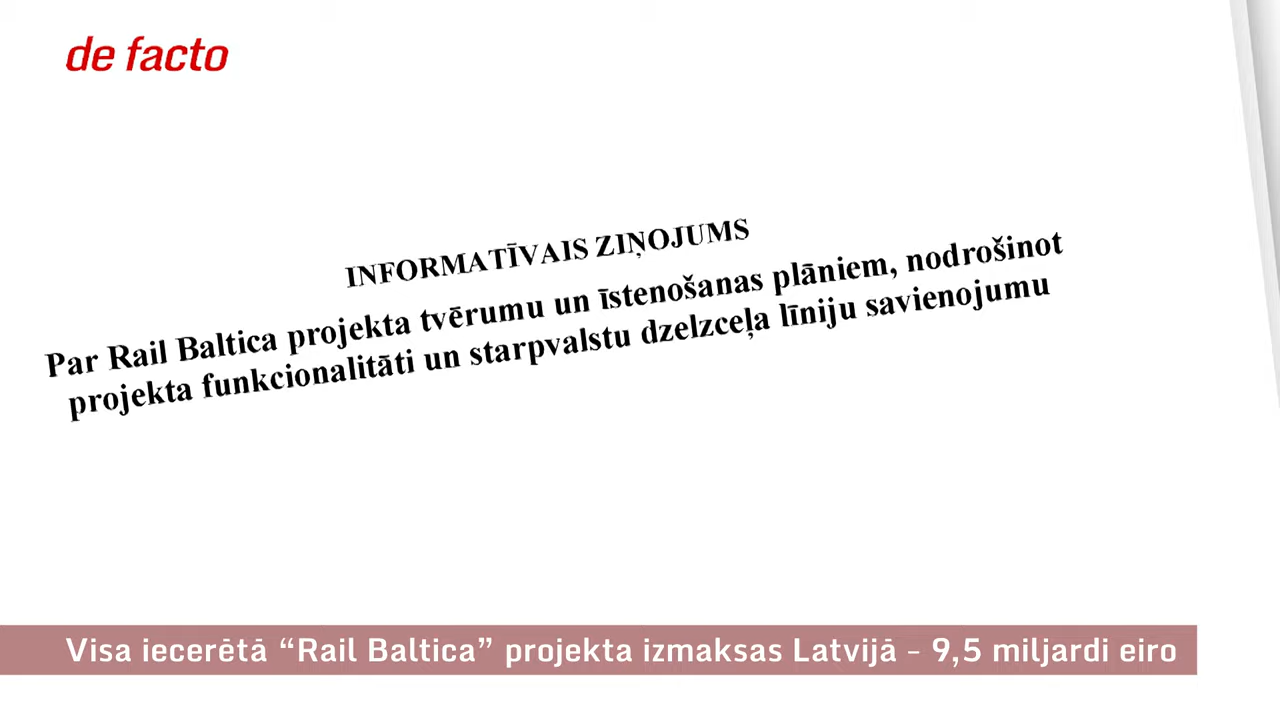 de facto
INFORMATĪVAIS ZIŅOJUMS
Par Rail Baltica projekta tvērumu un īstenošanas plāniem, nodrošinot
projekta funkcionalitāti un starpvalstu dzelzceļa līniju savienojumu
Visa iecerētā “Rail Baltica” projekta izmaksas Latvijā - 9,5 miljardi eiro